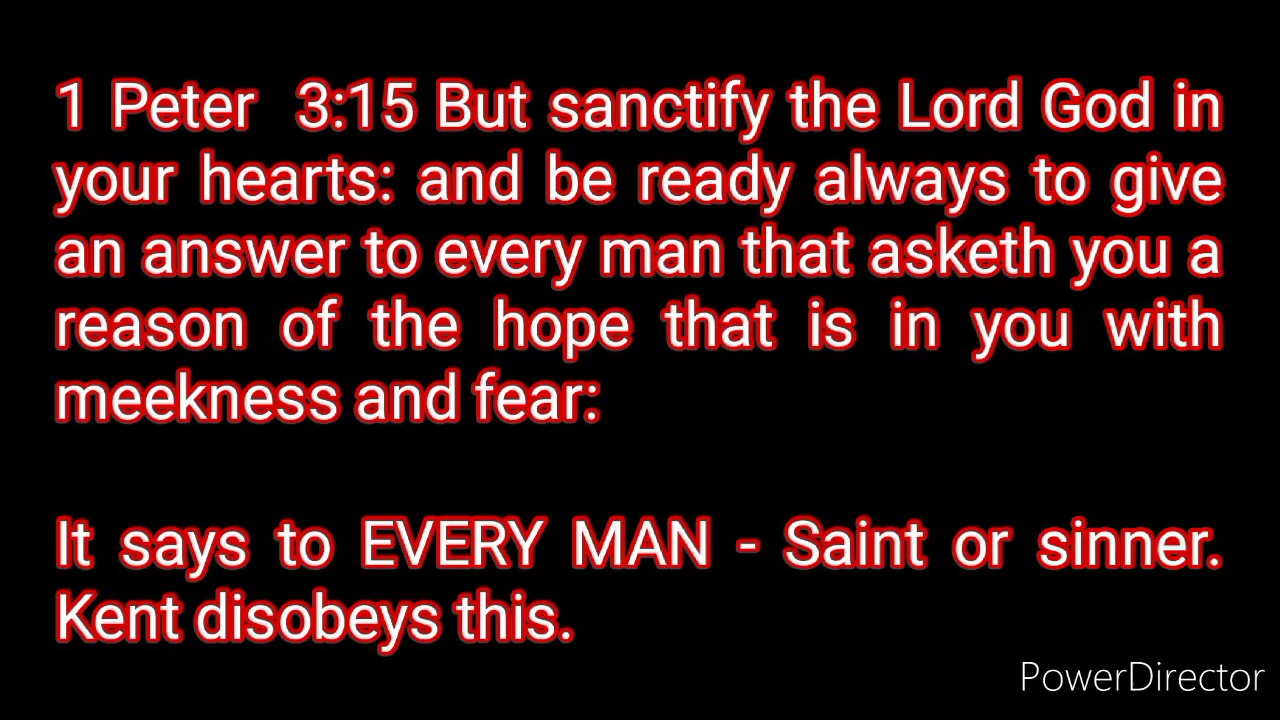 1 Peter 3:15 But sanctify the Lord God in
your hearts: and be ready always to give
an answer to every man that asketh you a
reason of the hope that is in you with
meekness and fear:
It says to EVERY MAN - Saint or sinner.
Kent disobeys this.
PowerDirector